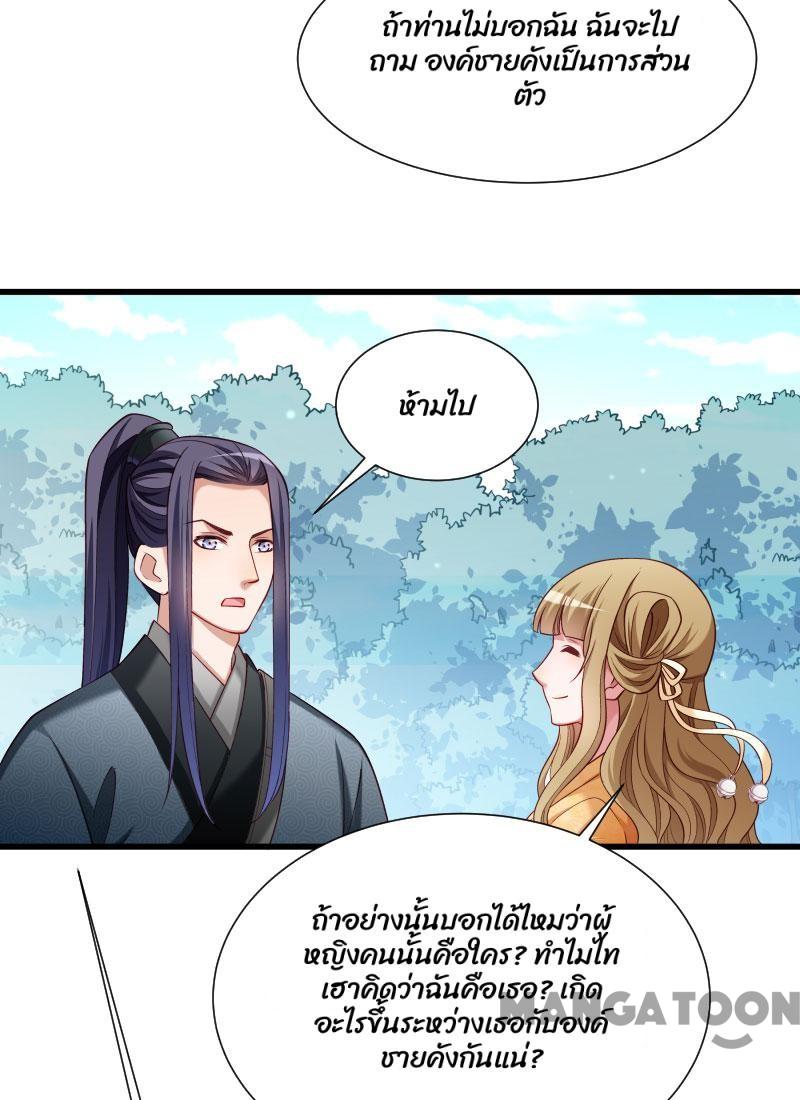 ถ้าท่านไม่บอกฉัน ฉันจะไป
ถาม องค์ชายคังเป็นการส่วน
ตัว
ห้ามไป
ถ้าอย่างนั้นบอกได้ไหมว่าผู้
หญิงคนนั้นคือใคร? ทำไมไท
เฮาคิดว่าฉันคือเธอ? เกิด
อะไรขึ้นระหว่างเธอกับองค์
ชายคังกันแน่?
MANGATOON